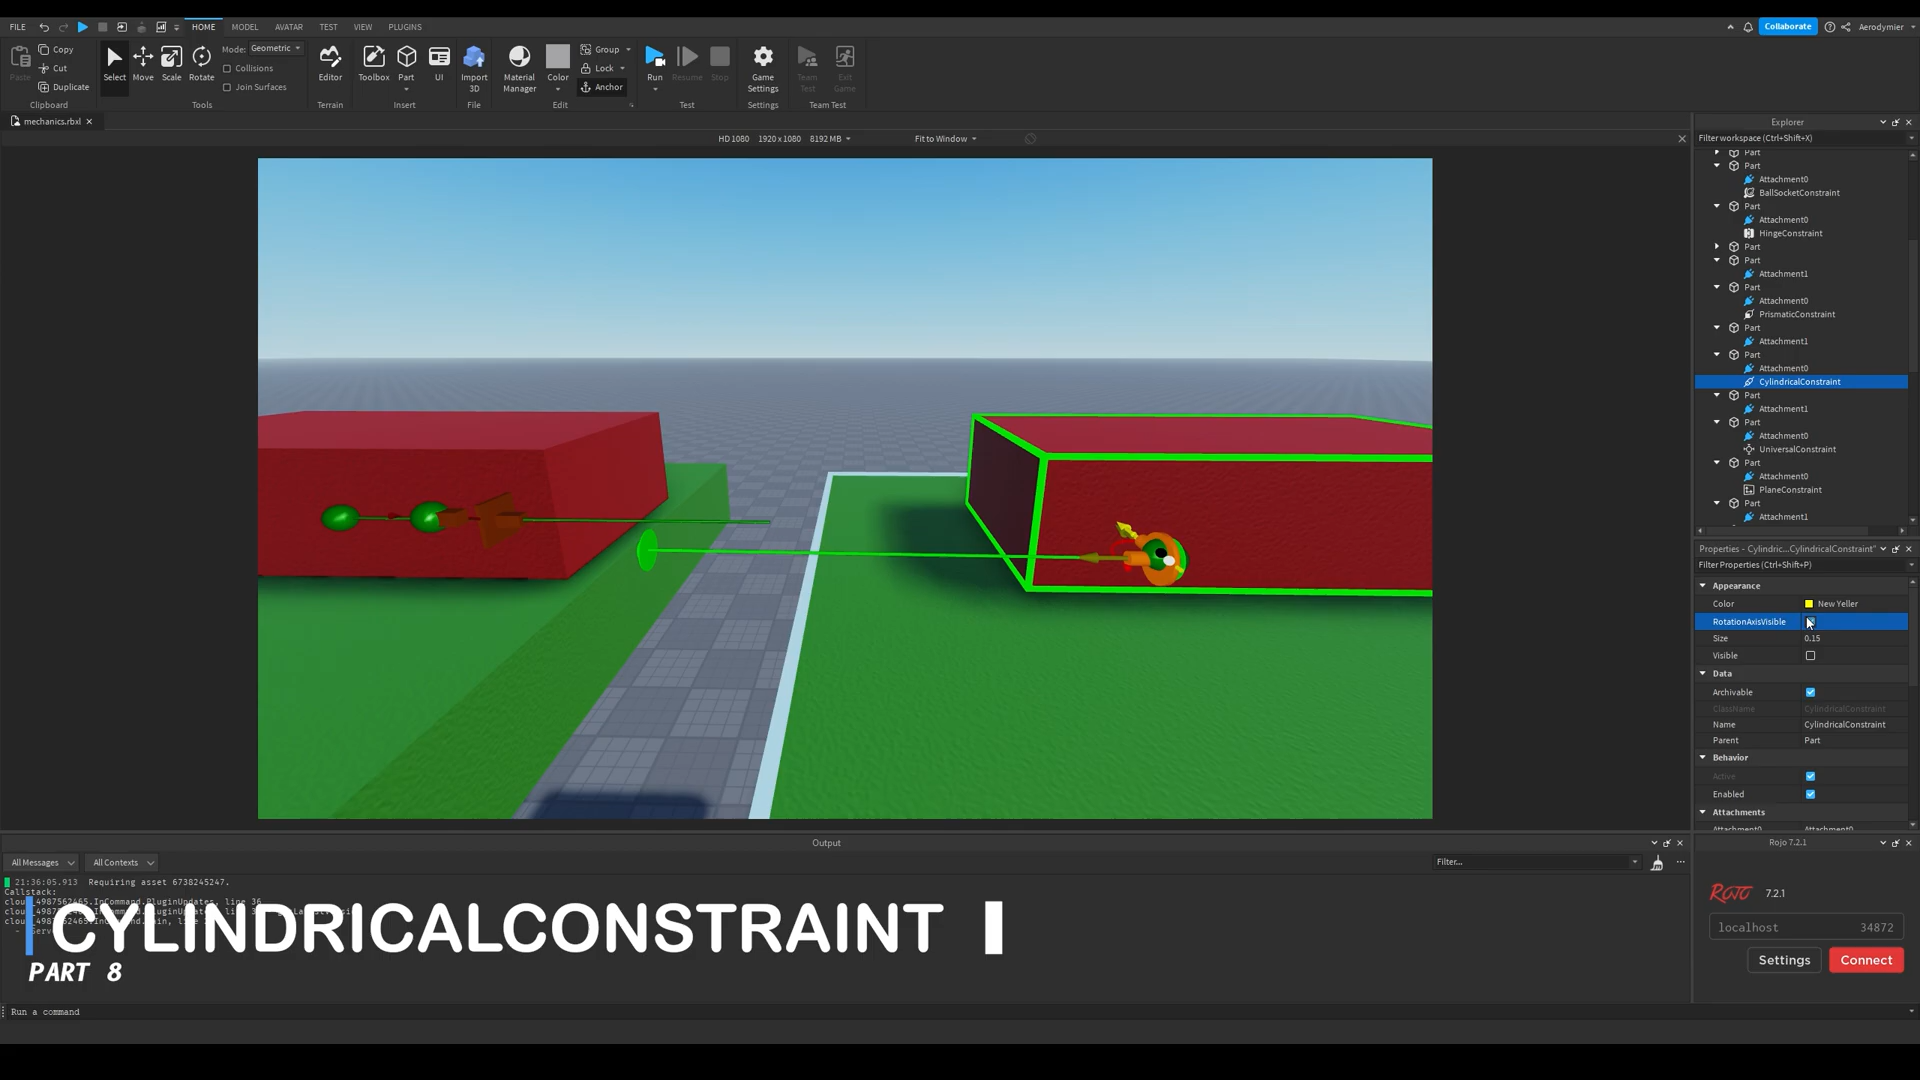 FILE HOME MODEL AVATAR TEST VIEW PLUGINS Collaborate Aerodymier
Paste Copy Cut Duplicate Clipboard
Select Move Scale Rotate Mode: Geometric Collisions Join Surfaces Tools
Editor Terrain
Toolbox Part UI Insert
Import 3D File
Material Manager Color Group Lock Anchor Edit
Run Resume Stop Test
Game Settings Settings
Team Test Exit Game Team Test
mechanics.rbxl
HD 1080 1920 x 1080 8192 MB Fit to Window
Explorer
Filter workspace (Ctrl+Shift+X)
Part
Part
Attachment0
BallSocketConstraint
Part
Attachment0
HingeConstraint
Part
Part
Attachment1
Part
Attachment0
PrismaticConstraint
Part
Attachment1
Part
Attachment0
CylindricalConstraint
Part
Attachment1
Part
Attachment0
UniversalConstraint
Part
Attachment0
PlaneConstraint
Part
Attachment1
Properties - Cylindric...CylindricalConstraint"
Filter Properties (Ctrl+Shift+P)
Appearance
Color New Yeller
RotationAxisVisible
Size 0.15
Visible
Data
Archivable
ClassName CylindricalConstraint
Name CylindricalConstraint
Parent Part
Behavior
Active
Enabled
Attachments
Attachment0 Attachment0
Output
All Messages All Contexts Filter...
21:36:05.913 Requiring asset 6738245247.
Callstack:
CYLINDRICALCONSTRAINT
PART 8
Rojo 7.2.1
ROJO 7.2.1
localhost 34872
Settings Connect
Run a command